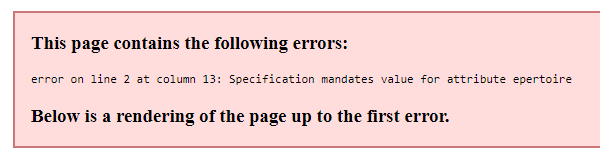 This page contains the following errors:
error on line 2 at column 13: Specification mandates value for attribute epertoire
Below is a rendering of the page up to the first error.